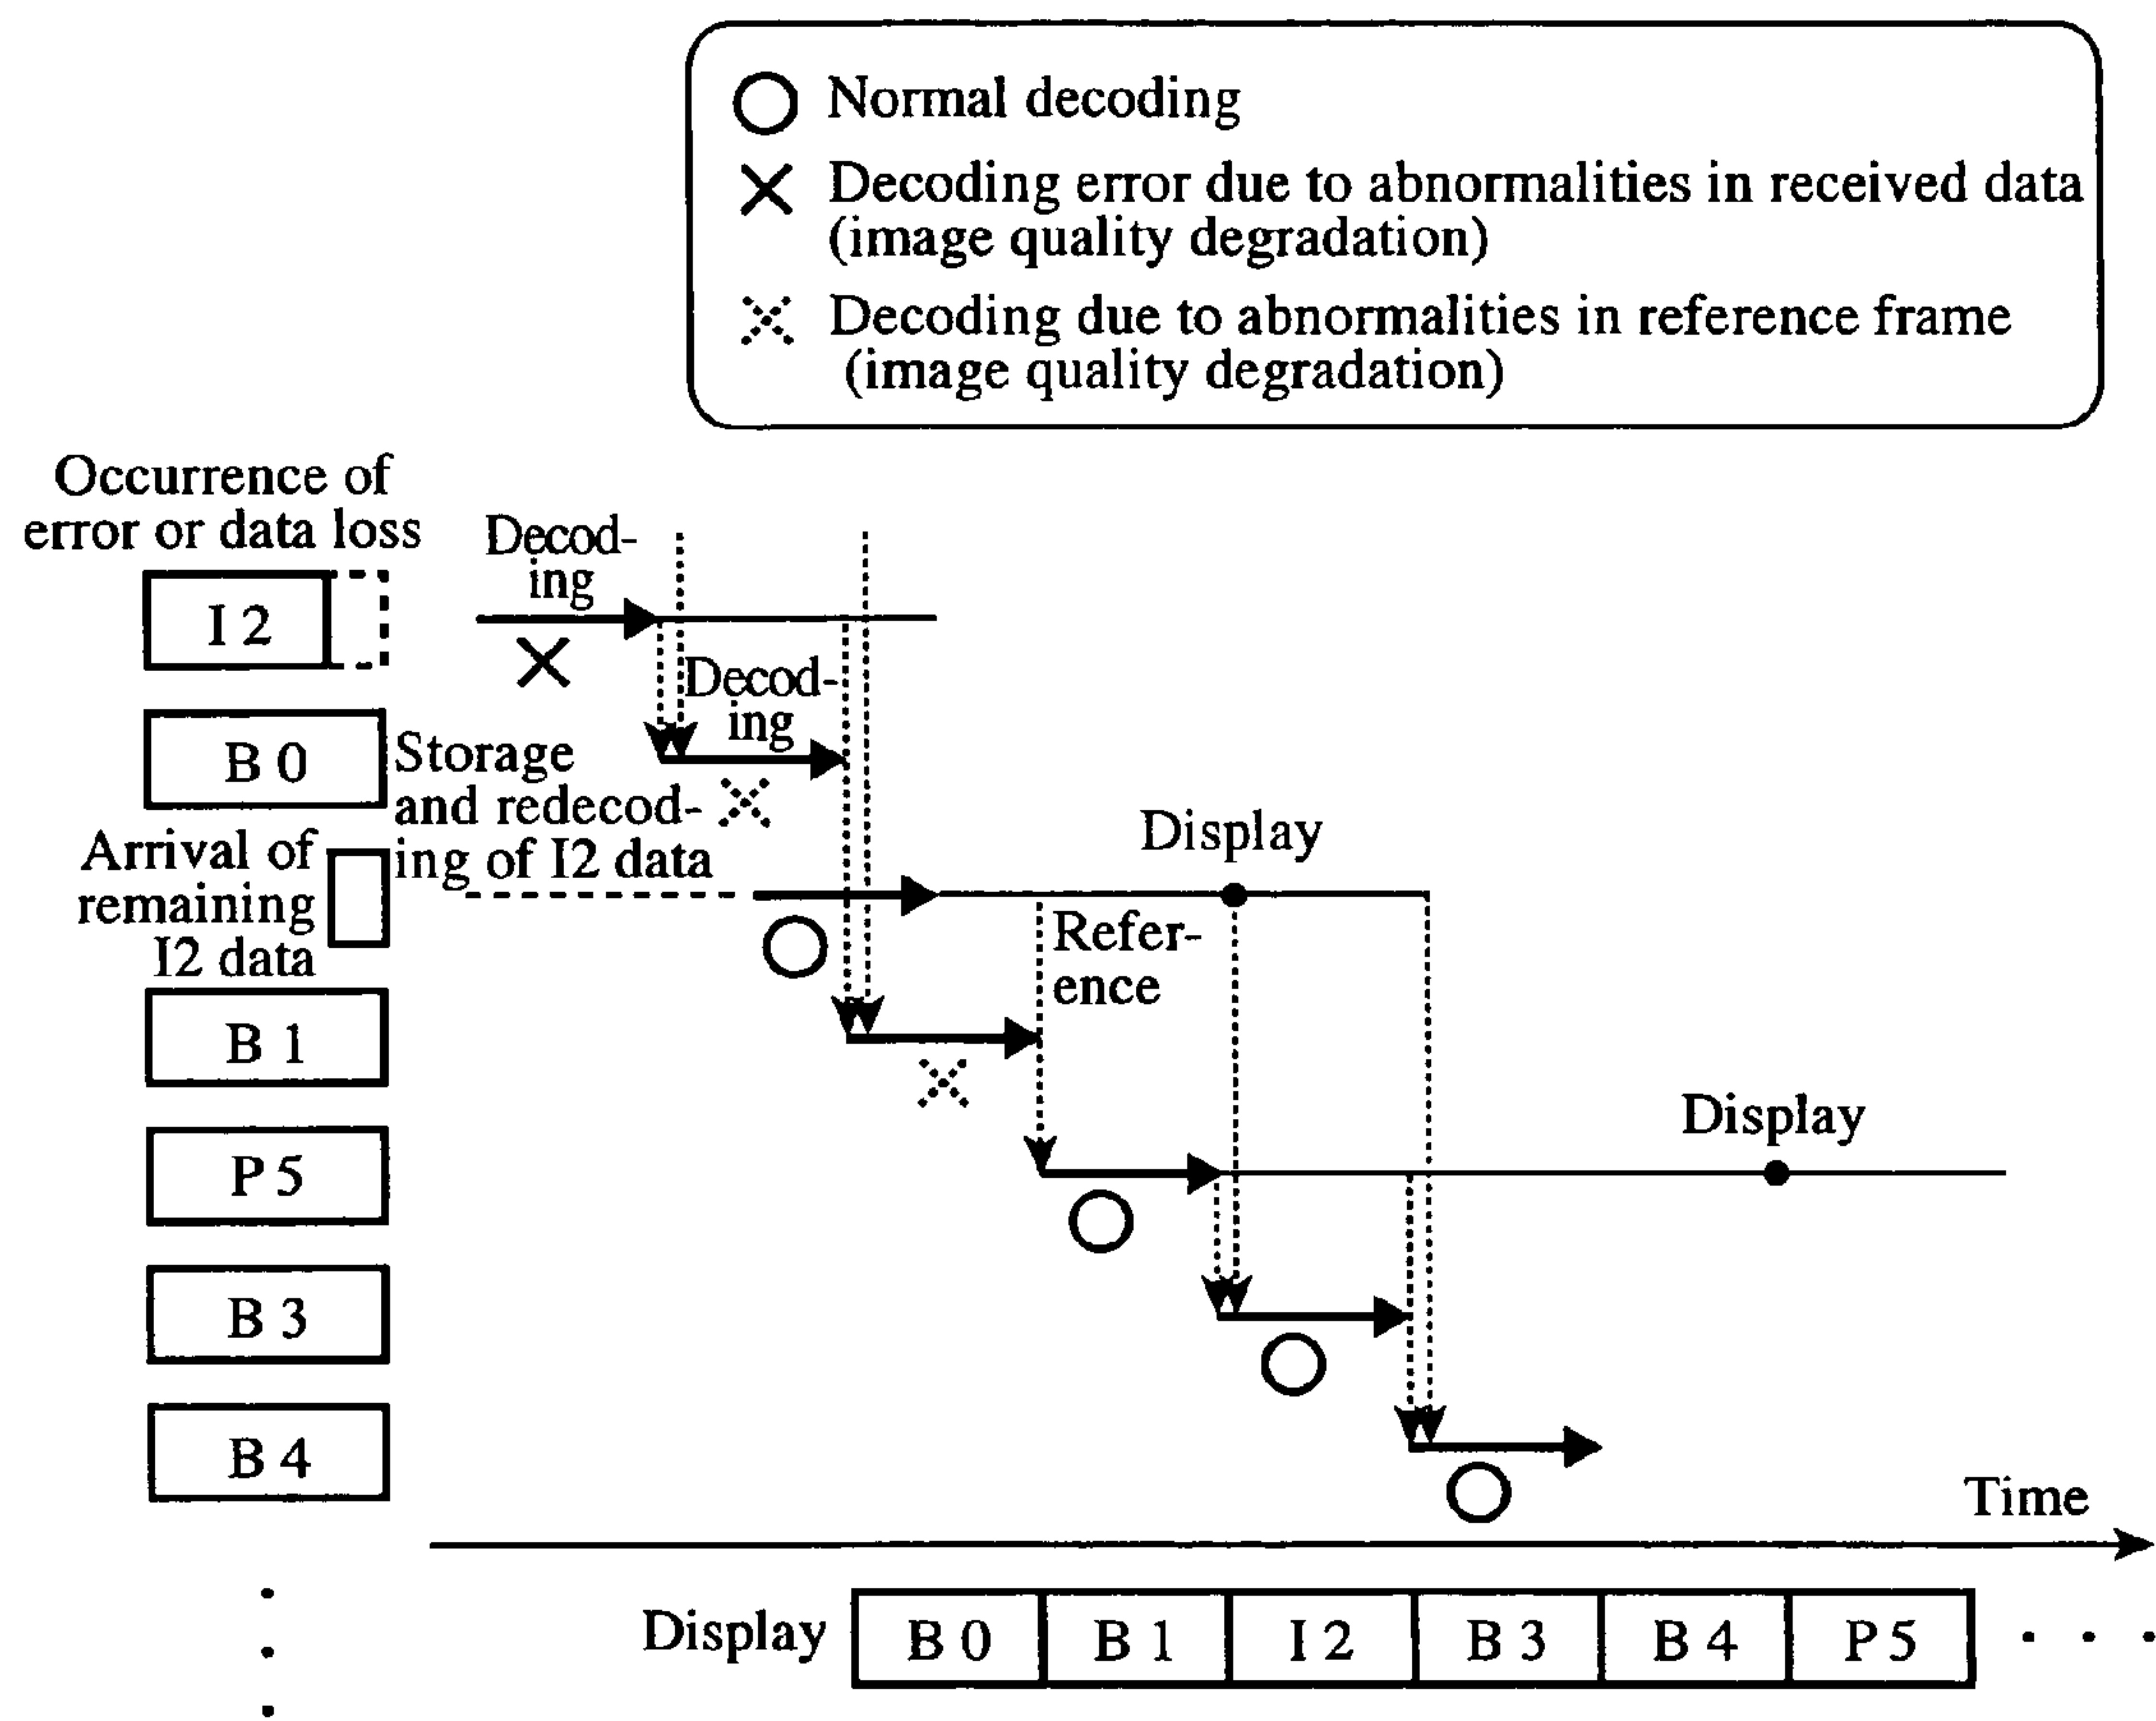 Normal decoding
Decoding error due to abnormalities in received data
(image quality degradation)
Decoding due to abnormalities in reference frame
(image quality degradation)
Occurrence of
error or data loss
Decod-
ing
I 2
Decod-
ing
B 0
Storage
and redecod-
ing of I2 data
Arrival of
remaining
I2 data
Display
Refer-
ence
B 1
Display
P 5
B 3
B 4
Time
Display
B 0
B 1
I 2
B 3
B 4
P 5
. . .